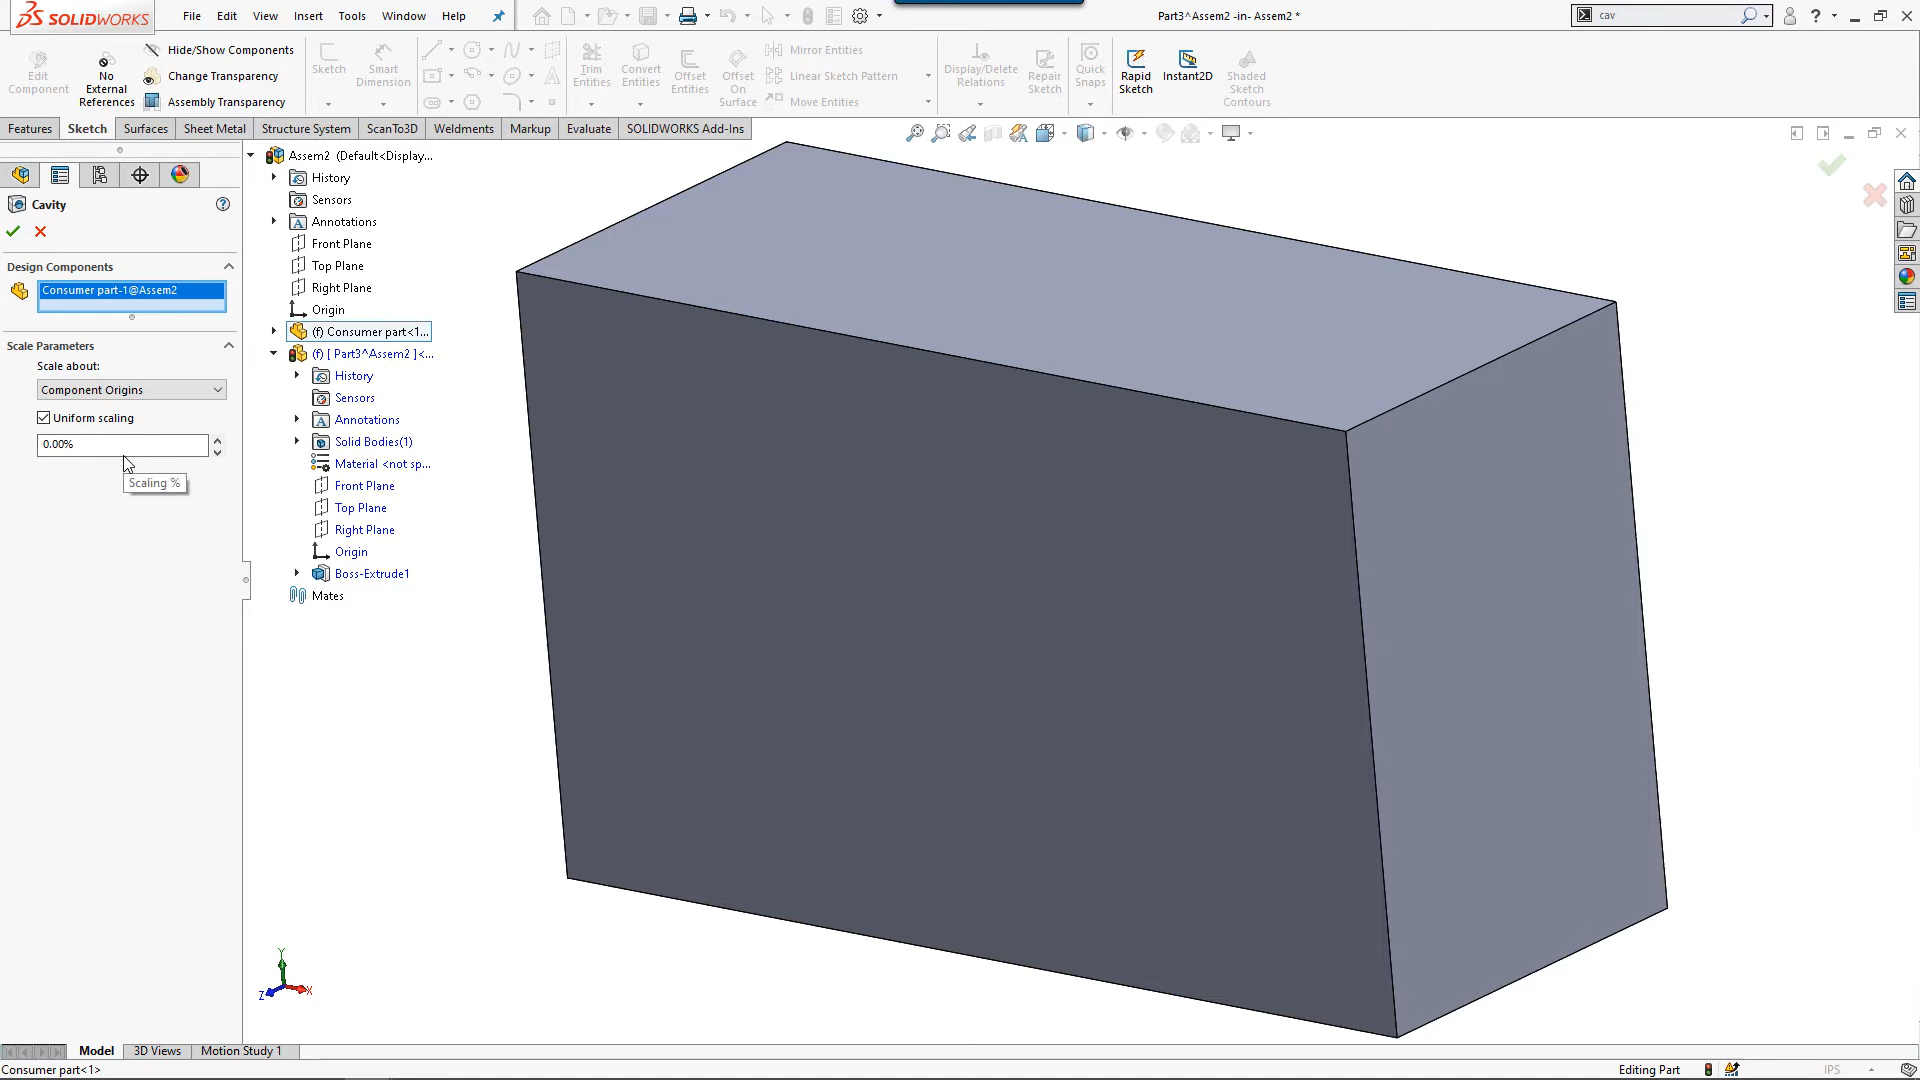 SOLIDWORKS File Edit View Insert Tools Window Help Part3^Assem2 -in- Assem2 * cav
Edit Component
No External References
Hide/Show Components
Change Transparency
Assembly Transparency
Sketch
Smart Dimension
Trim Entities
Convert Entities
Offset Entities
Offset On Surface
Mirror Entities
Linear Sketch Pattern
Move Entities
Display/Delete Relations
Repair Sketch
Quick Snaps
Rapid Sketch
Instant2D
Shaded Sketch Contours
Features Sketch Surfaces Sheet Metal Structure System ScanTo3D Weldments Markup Evaluate SOLIDWORKS Add-Ins
Cavity
Design Components
Consumer part-1@Assem2
Scale Parameters
Scale about:
Component Origins
Uniform scaling
0.00%
Scaling %
Assem2 (Default<Display...
History
Sensors
A Annotations
Front Plane
Top Plane
Right Plane
Origin
(f) Consumer part<1...
(f) [ Part3^Assem2 ]<...
History
Sensors
A Annotations
Solid Bodies(1)
Material <not sp...
Front Plane
Top Plane
Right Plane
Origin
Boss-Extrude1
Mates
Y
Z
X
Model 3D Views Motion Study 1
Consumer part<1> Editing Part IPS